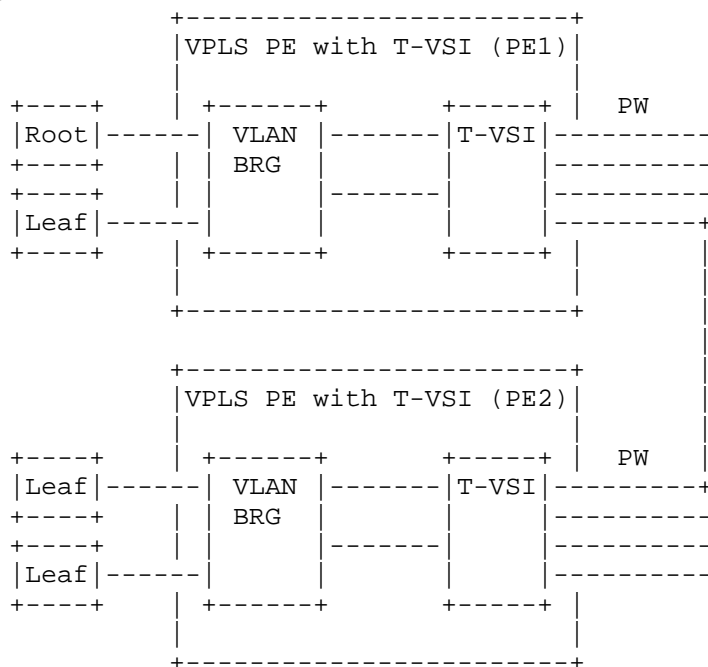 VPLS PE with T-VSI (PE1)
PW
Root VLAN T-VSI
BRG
Leaf
VPLS PE with T-VSI (PE2)
PW
Leaf VLAN T-VSI
BRG
Leaf